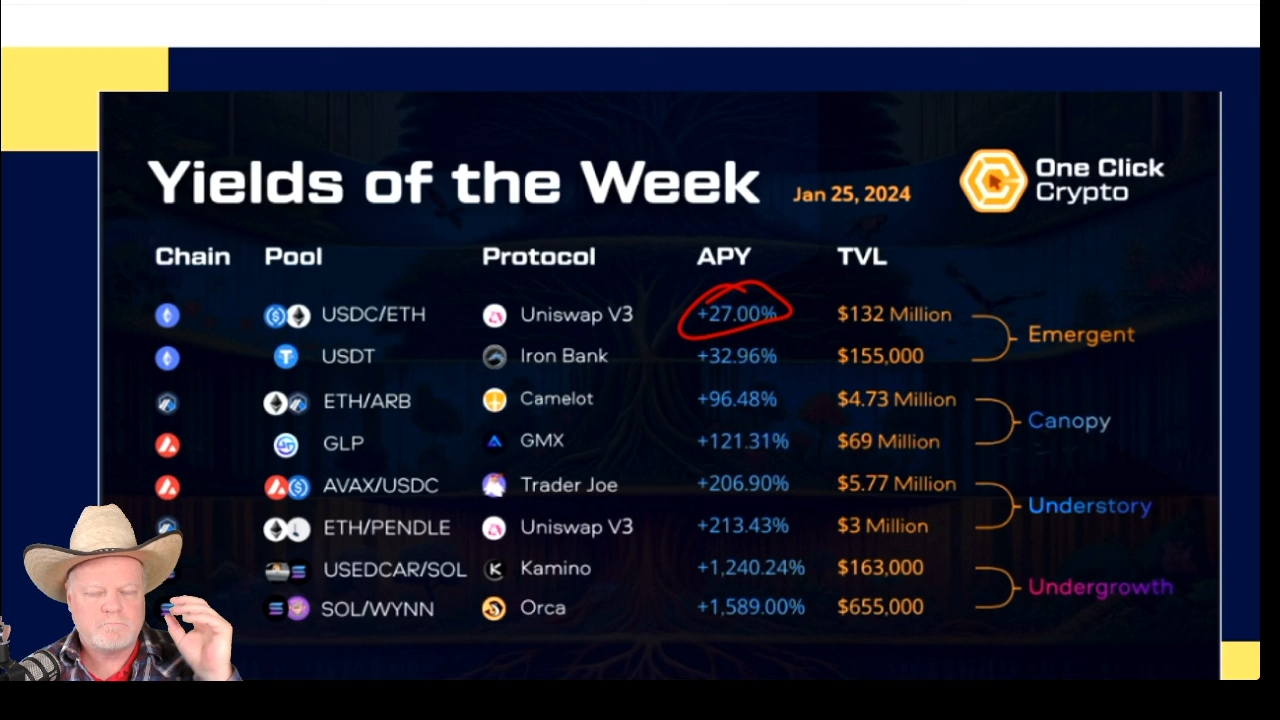 Yields of the Week Jan 25, 2024 One Click Crypto
Chain Pool Protocol APY TVL
USDC/ETH Uniswap V3 +27.00% $132 Million
Emergent
USDT Iron Bank +32.96% $155,000
ETH/ARB Camelot +96.48% $4.73 Million
Canopy
GLP GMX +121.31% $69 Million
AVAX/USDC Trader Joe +206.90% $5.77 Million
Understory
ETH/PENDLE Uniswap V3 +213.43% $3 Million
USEDCAR/SOL Kamino +1,240.24% $163,000
Undergrowth
SOL/WYNN Orca +1,589.00% $655,000